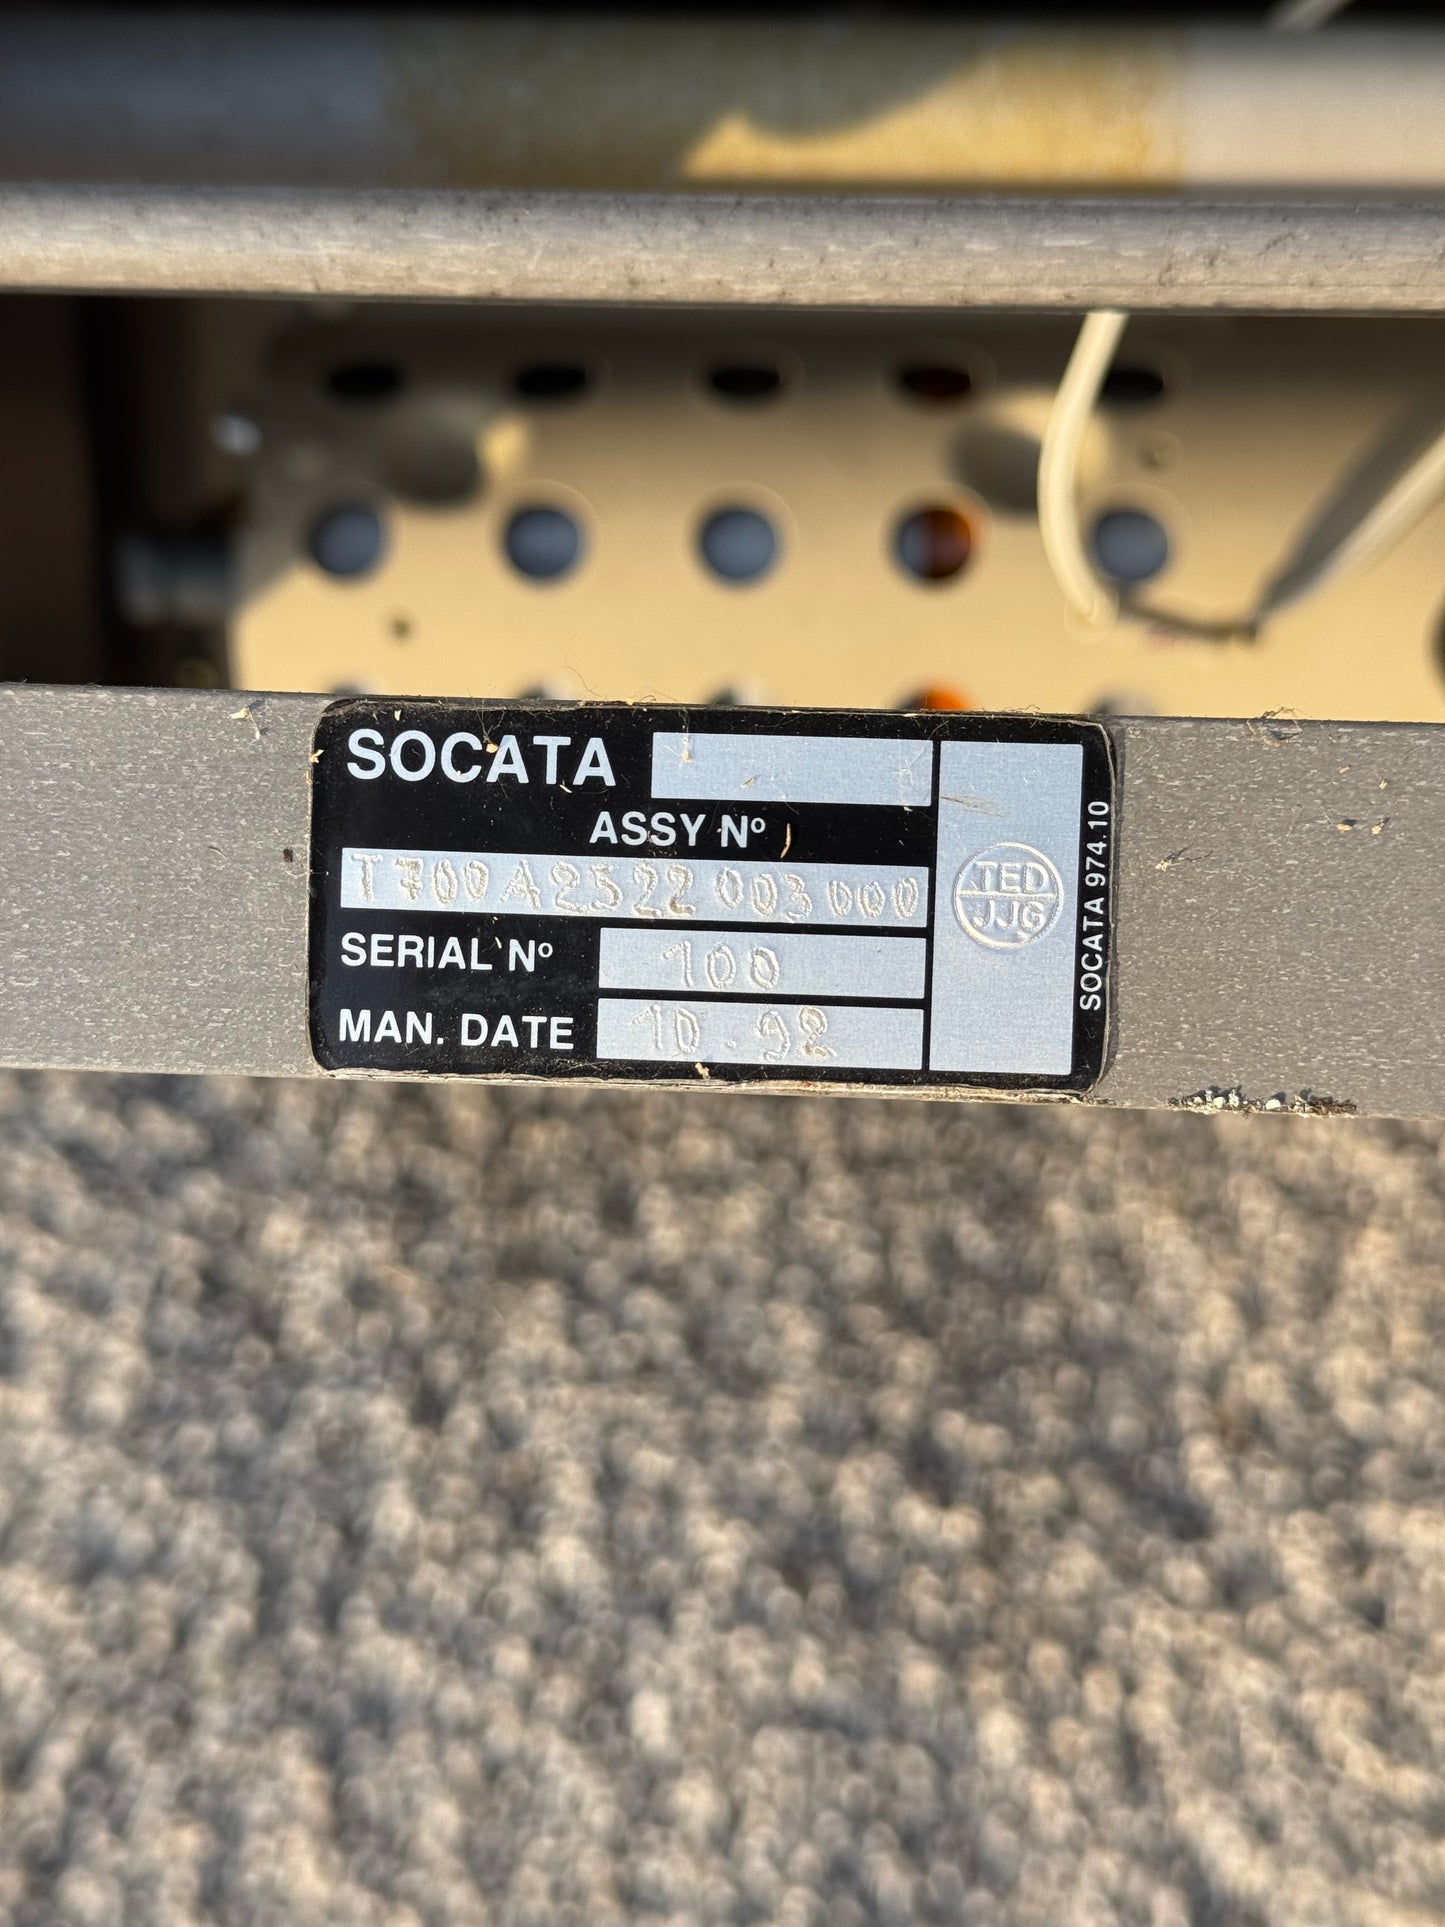 SOCATA
ASSY Nº
T700A2522003000
SERIAL Nº 100
MAN. DATE 10.92
TED
JJG
SOCATA 974.10